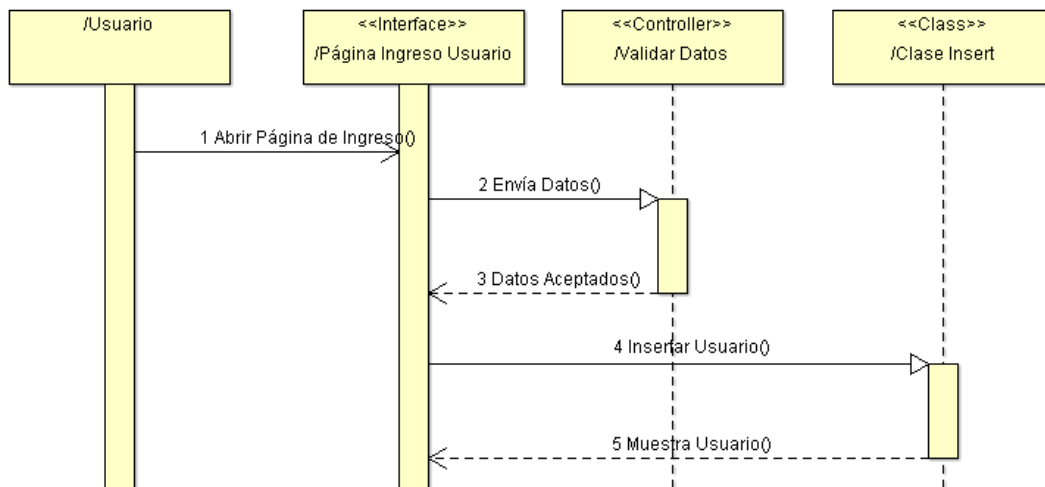 /Usuario
<<Interface>>
/Página Ingreso Usuario
<<Controller>>
/Validar Datos
<<Class>>
/Clase Insert
1 Abrir Página de Ingreso()
2 Envía Datos()
3 Datos Aceptados()
4 Insertar Usuario()
5 Muestra Usuario()